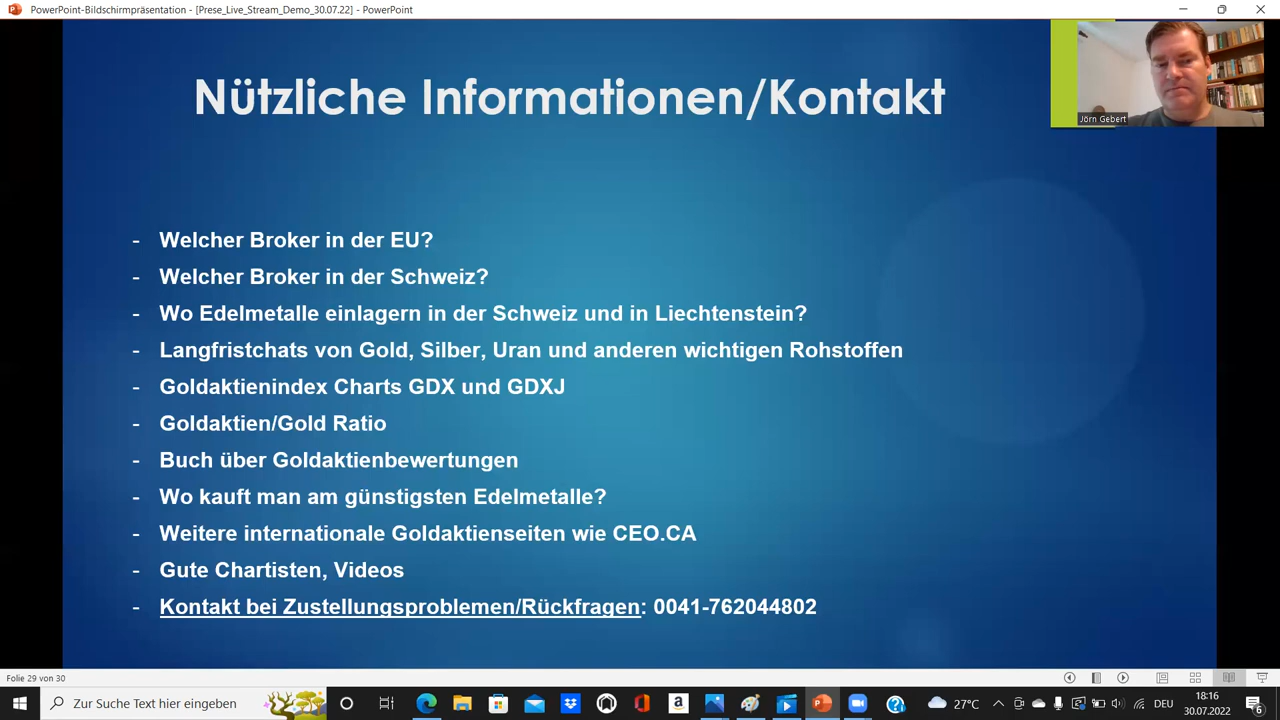 PowerPoint-Bildschirmpräsentation - [Prese_Live_Stream_Demo_30.07.22] - PowerPoint
Nützliche Informationen/Kontakt
Jörn Gebert
- Welcher Broker in der EU?
- Welcher Broker in der Schweiz?
- Wo Edelmetalle einlagern in der Schweiz und in Liechtenstein?
- Langfristchats von Gold, Silber, Uran und anderen wichtigen Rohstoffen
- Goldaktienindex Charts GDX und GDXJ
- Goldaktien/Gold Ratio
- Buch über Goldaktienbewertungen
- Wo kauft man am günstigsten Edelmetalle?
- Weitere internationale Goldaktienseiten wie CEO.CA
- Gute Chartisten, Videos
- Kontakt bei Zustellungsproblemen/Rückfragen: 0041-762044802
Folie 29 von 30
Zur Suche Text hier eingeben
27°C
DEU
18:16
30.07.2022
6